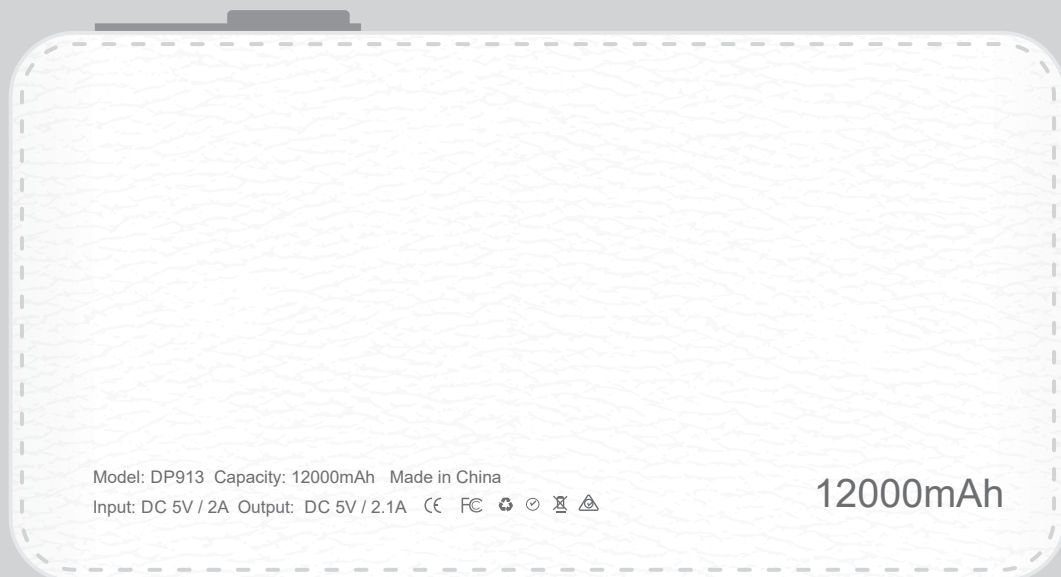 Model: DP913 Capacity: 12000mAh Made in China
Input: DC 5V / 2A Output: DC 5V / 2.1A CE FC
12000mAh